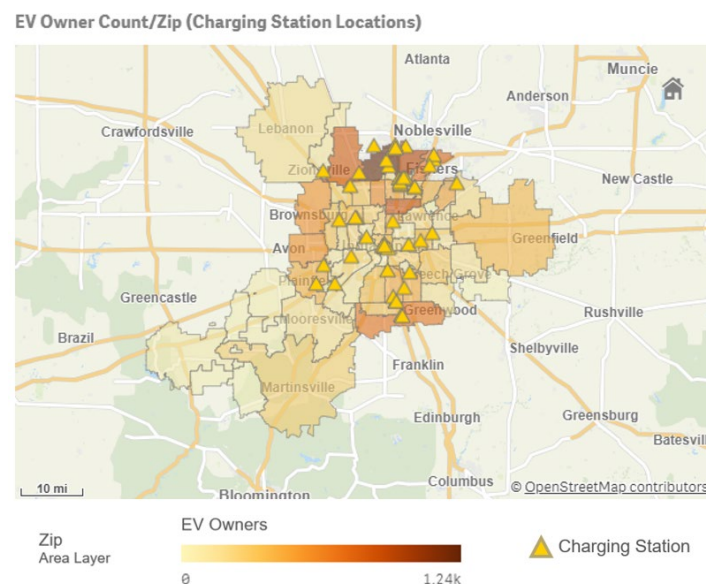 EV Owner Count/Zip (Charging Station Locations)
Atlanta
Muncie
Anderson
Crawfordsville
Lebanon
Noblesville
Fishers
New Castle
Brownsburg
Lawrence
Greenfield
Avon
Beech Grove
Plainfield
Greencastle
Mooresville
Greenwood
Rushville
Brazil
Shelbyville
Franklin
Martinsville
Edinburgh
Greensburg
Batesvil
Columbus
10 mi
Bloomington
© OpenStreetMap contributors
Zip
Area Layer
EV Owners
0
1.24k
Charging Station